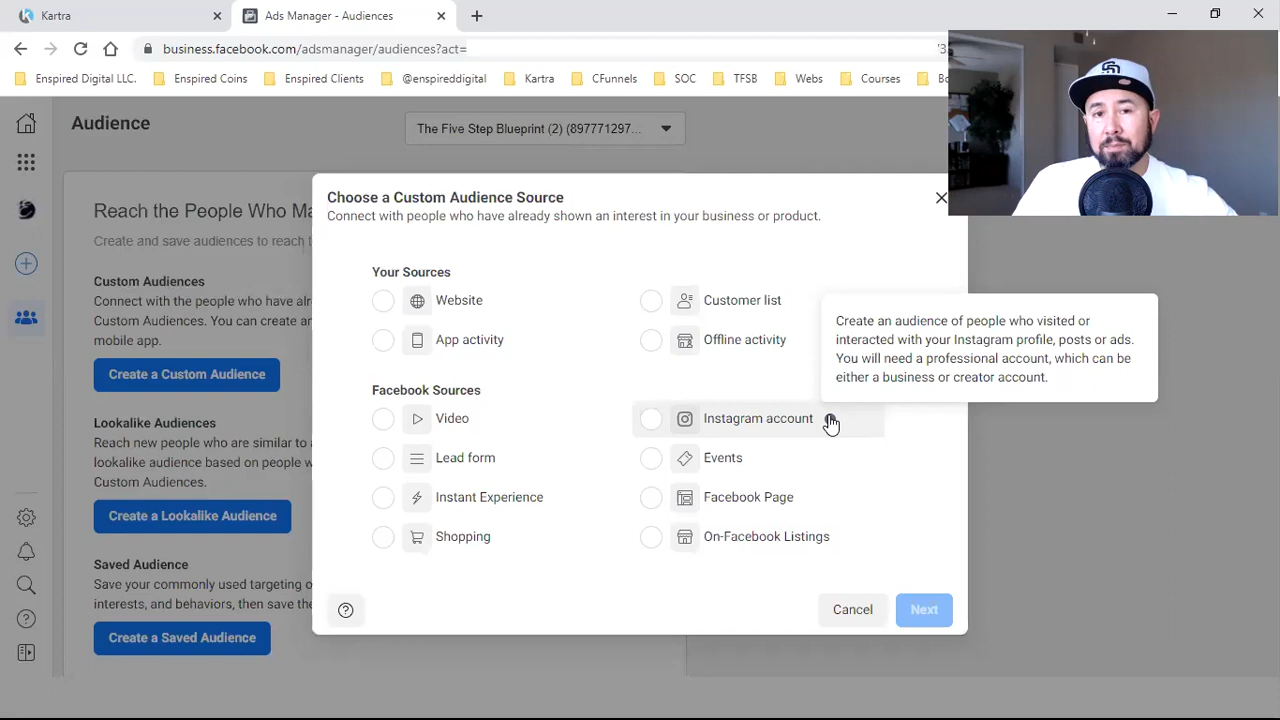 Kartra
Ads Manager - Audiences
business.facebook.com/adsmanager/audiences?act=
Enspired Digital LLC.
Enspired Coins
Enspired Clients
@enspireddigital
Kartra
CFunnels
SOC
TFSB
Webs
Courses
Audience
The Five Step Blueprint (2) (897771297...
Reach the People Who Ma
Create and save audiences to reach t
Custom Audiences
Connect with the people who have alr
Custom Audiences. You can create an
mobile app.
Create a Custom Audience
Lookalike Audiences
Reach new people who are similar to a
lookalike audience based on people w
Custom Audiences.
Create a Lookalike Audience
Saved Audience
Save your commonly used targeting o
interests, and behaviors, then save the
Create a Saved Audience
Choose a Custom Audience Source
Connect with people who have already shown an interest in your business or product.
Your Sources
Website
Customer list
App activity
Offline activity
Create an audience of people who visited or
interacted with your Instagram profile, posts or ads.
You will need a professional account, which can be
either a business or creator account.
Facebook Sources
Video
Instagram account
Lead form
Events
Instant Experience
Facebook Page
Shopping
On-Facebook Listings
Cancel
Next